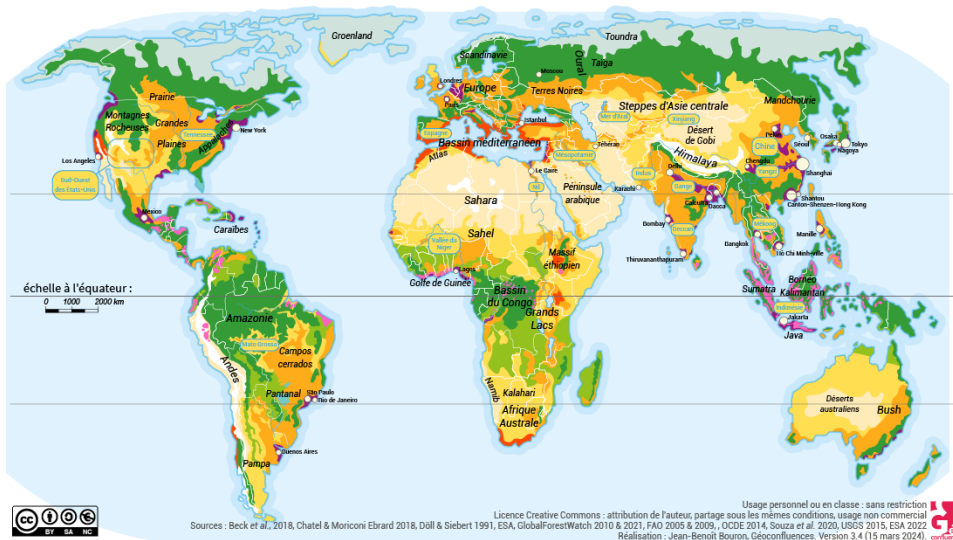 Groenland
Toundra
Scandinavie
Oural
Taïga
Moscou
Londres
Europe
Paris
Terres Noires
Prairie
Montagnes
Rocheuses
Grandes
Plaines
Tennessee
New York
Appalaches
Los Angeles
Sud-Ouest
des États-Unis
Mexico
Caraïbes
Espagne
Bassin méditerranéen
Istanbul
Atlas
Mer d'Aral
Steppes d'Asie centrale
Xinjiang
Désert
de Gobi
Mandchourie
Pékin
Séoul
Osaka
Tokyo
Nagoya
Chine
Téhéran
Mésopotamie
Le Caire
Nil
Péninsule
arabique
Himalaya
Chengdu
Yangzi
Shanghai
Delhi
Indus
Karachi
Gange
Calcutta
Dacca
Shantou
Canton-Shenzen-Hong Kong
Sahara
Sahel
Vallée du
Niger
Lagos
Golfe de Guinée
Massif
éthiopien
Bombay
Deccan
Thiruvananthapuram
Mékong
Bangkok
Hô Chi Minh-ville
Manille
échelle à l'équateur :
0 1000 2000 km
Bassin
du Congo
Grands
Lacs
Sumatra
Borneo
Kalimantan
Indonésie
Jakarta
Java
Amazonie
Mato Grosso
Campos
cerrados
Andes
Pantanal
São Paulo
Rio de Janeiro
Buenos Aires
Pampa
Namib
Kalahari
Afrique
Australe
Déserts
australiens
Bush
cc BY SA NC
Usage personnel ou en classe : sans restriction
Licence Creative Commons : attribution de l'auteur, partage sous les mêmes conditions, usage non commercial
Sources : Beck et al., 2018, Chatel & Moriconi Ebrard 2018, Döll & Siebert 1991, ESA, GlobalForestWatch 2010 & 2021, FAO 2005 & 2009, , OCDE 2014, Souza et al. 2020, USGS 2015, ESA 2022
Réalisation : Jean-Benoît Bouron, Géoconfluences. Version 3.4 (15 mars 2024).